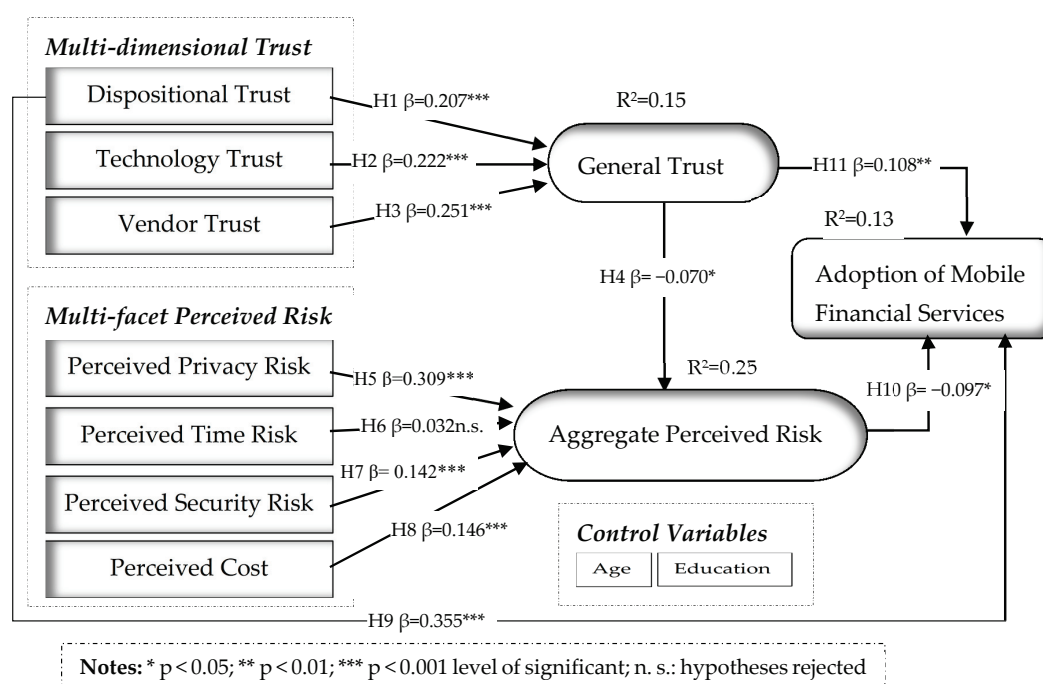 Multi-dimensional Trust
Dispositional Trust
Technology Trust
Vendor Trust
H1 β=0.207***
H2 β=0.222***
H3 β=0.251***
R²=0.15
General Trust
H11 β=0.108**
R²=0.13
Adoption of Mobile
Financial Services
H4 β= −0.070*
Multi-facet Perceived Risk
Perceived Privacy Risk
Perceived Time Risk
Perceived Security Risk
Perceived Cost
H5 β=0.309***
H6 β=0.032n.s.
H7 β= 0.142***
H8 β=0.146***
R²=0.25
Aggregate Perceived Risk
H10 β= −0.097*
Control Variables
Age
Education
H9 β=0.355***
Notes: * p < 0.05; ** p < 0.01; *** p < 0.001 level of significant; n. s.: hypotheses rejected